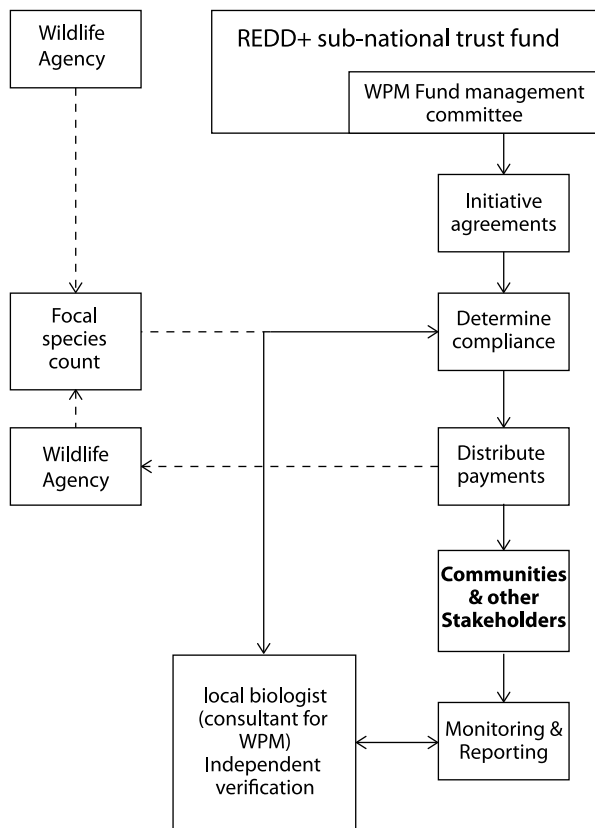 Wildlife
Agency
REDD+ sub-national trust fund
WPM Fund management
committee
Initiative
agreements
Focal
species
count
Determine
compliance
Wildlife
Agency
Distribute
payments
Communities
& other
Stakeholders
local biologist
(consultant for
WPM)
Independent
verification
Monitoring &
Reporting